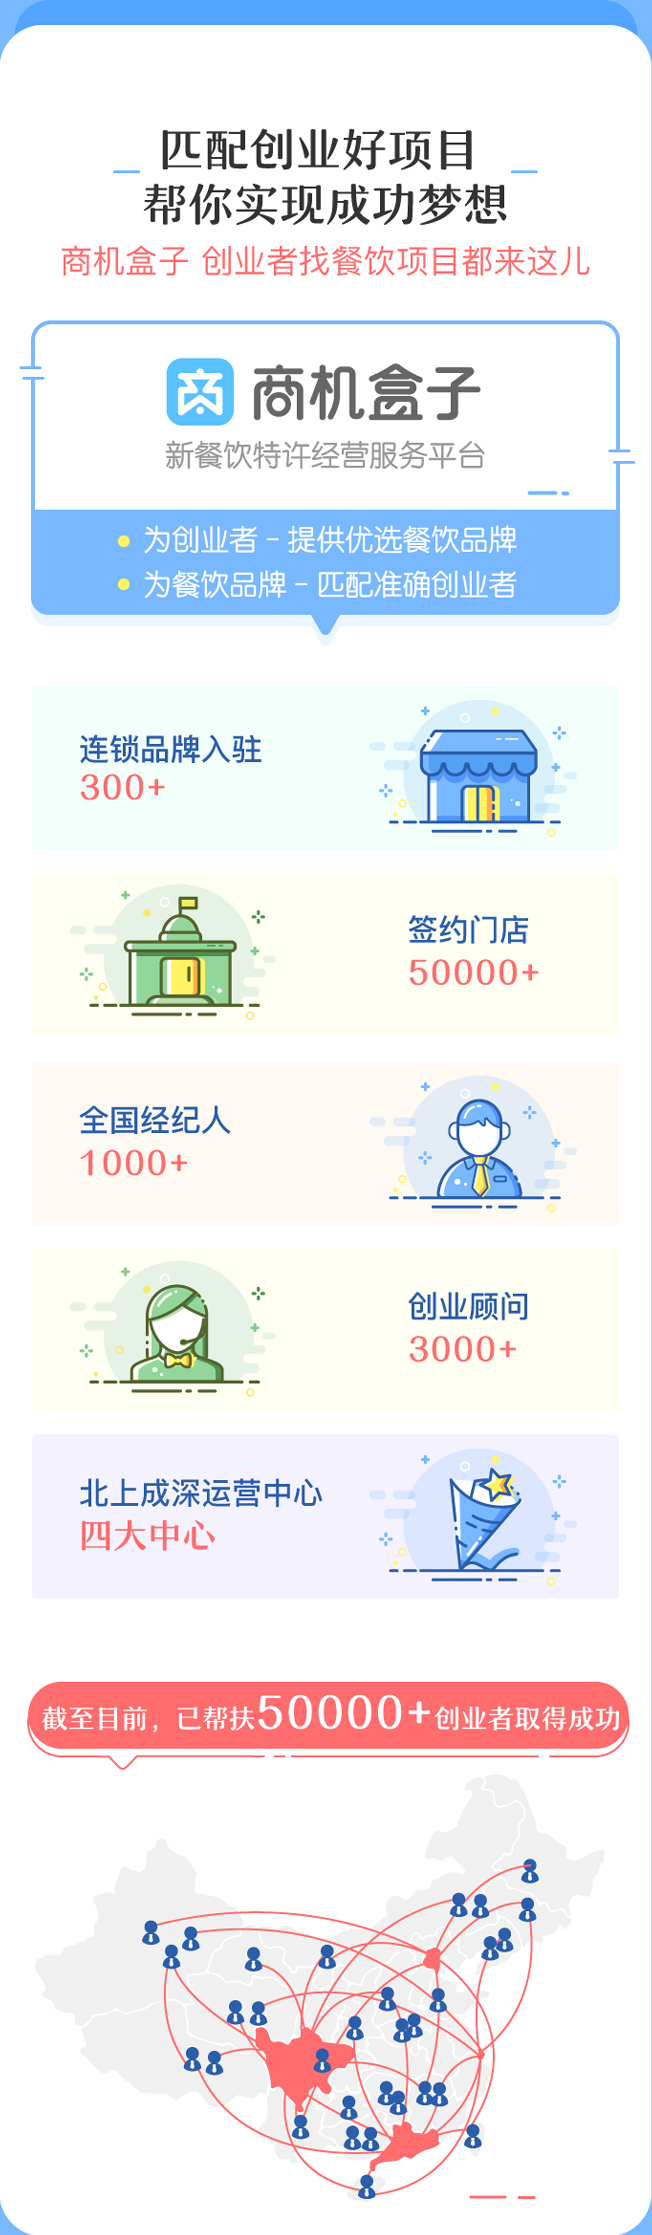 匹配创业好项目
帮你实现成功梦想
商机盒子 创业者找餐饮项目都来这儿
商机盒子
新餐饮特许经营服务平台
为创业者 - 提供优选餐饮品牌
为餐饮品牌 - 匹配准确创业者
连锁品牌入驻
300+
签约门店
50000+
全国经纪人
1000+
创业顾问
3000+
北上成深运营中心
四大中心
截至目前，已帮扶50000+创业者取得成功